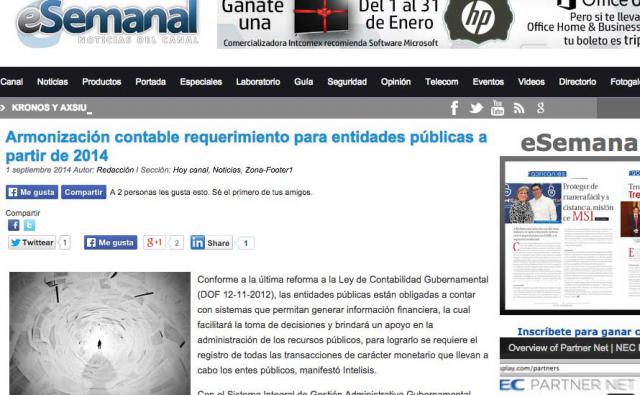 eSemanal
NOTICIAS DEL CANAL
Gánate una
Del 1 al 31 de Enero
Comercializadora Intcomex recomienda Software Microsoft
hp
Office d
Pero si te lleva
Office Home & Business
tu boleto es trip
Canal Noticias Productos Portada Especiales Laboratorio Guía Seguridad Opinión Telecom Eventos Videos Directorio Fotogale
> KRONOS Y AXSIU_
Armonización contable requerimiento para entidades públicas a
partir de 2014
1 septiembre 2014 Autor: Redacción I Sección: Hoy canal, Noticias, Zona-Footer1
Me gusta Compartir A 2 personas les gusta esto. Sé el primero de tus amigos.
Compartir
Twittear 1 Me gusta g+1 2 in Share 1
Conforme a la última reforma a la Ley de Contabilidad Gubernamental
(DOF 12-11-2012), las entidades públicas están obligadas a contar
con sistemas que permitan generar información financiera, la cual
facilitará la toma de decisiones y brindará un apoyo en la
administración de los recursos públicos, para lograrlo se requiere el
registro de todas las transacciones de carácter monetario que llevan a
cabo los entes públicos, manifestó Intelisis.
Con el Sistema Integral de Gestión Administrativa Gubernamental
eSemana
Proteger de
manera fácil y a
distancia, misión
de MSI
Inscríbete para ganar c
Overview of Partner Net | NEC
play.com/partners
EC PARTNER NET